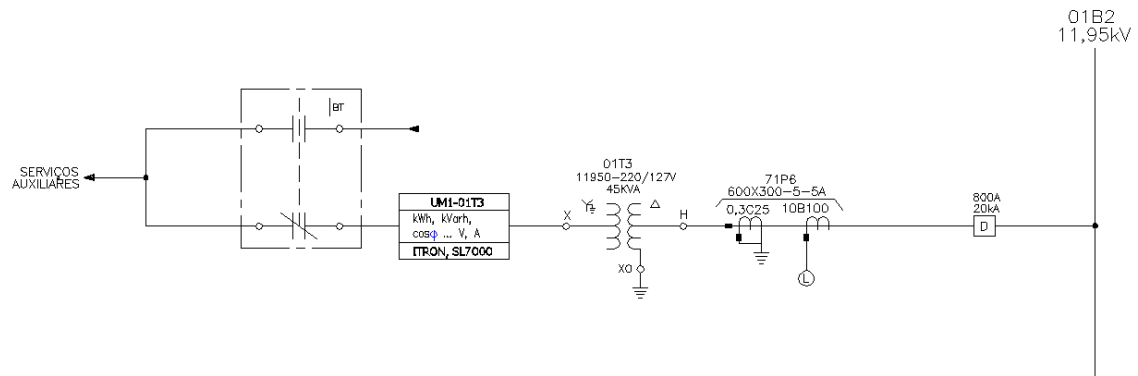 01B2
11,95kV
BT
SERVIÇOS
AUXILIARES
01T3
11950-220/127V
45KVA
71P6
600X300-5-5A
0,3C25 10B100
800A
20kA
D
UM1-01T3
kWh, kVarh,
cosφ ... V, A
ITRON, SL7000
X
H
X0
L